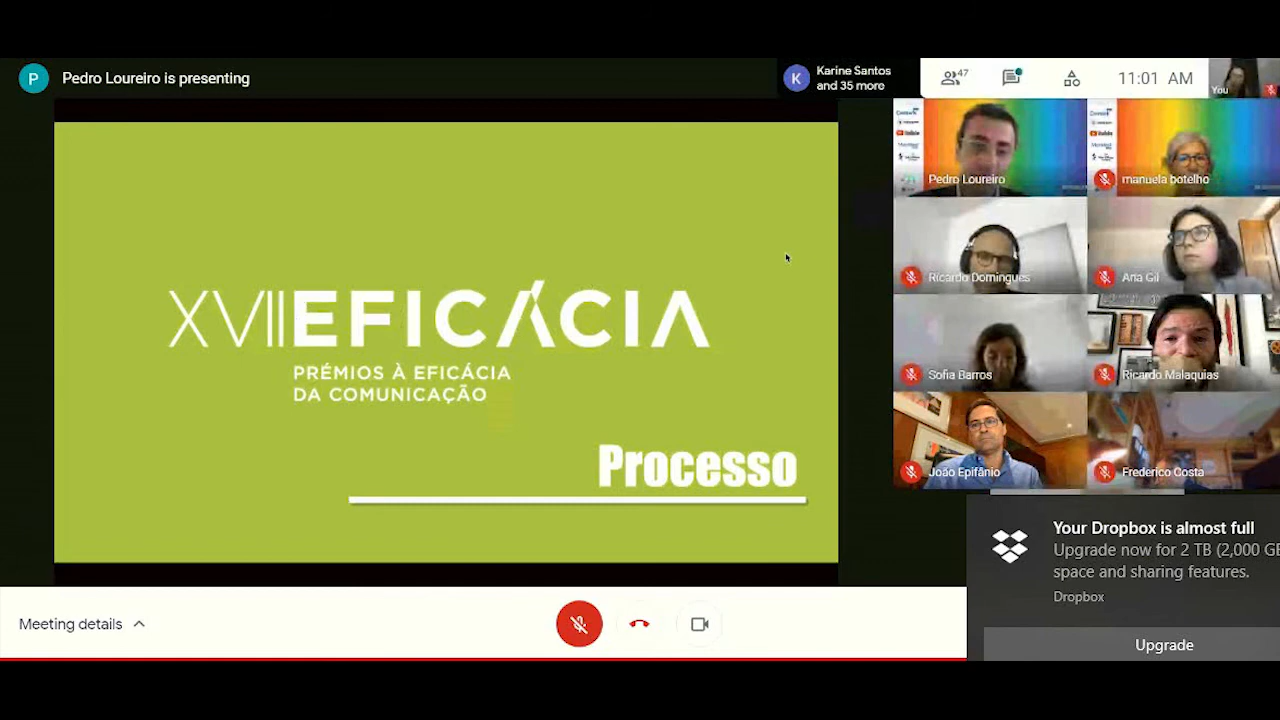 P
Pedro Loureiro is presenting
K
Karine Santos
and 35 more
47
11:01 AM
You
XVII EFICÁCIA
PRÉMIOS À EFICÁCIA
DA COMUNICAÇÃO
Processo
Pedro Loureiro
manuela botelho
Ricardo Domingues
Ana Gil
Sofia Barros
Ricardo Malaquias
João Epifânio
Frederico Costa
Your Dropbox is almost full
Upgrade now for 2 TB (2,000 GB
space and sharing features.
Dropbox
Upgrade
Meeting details